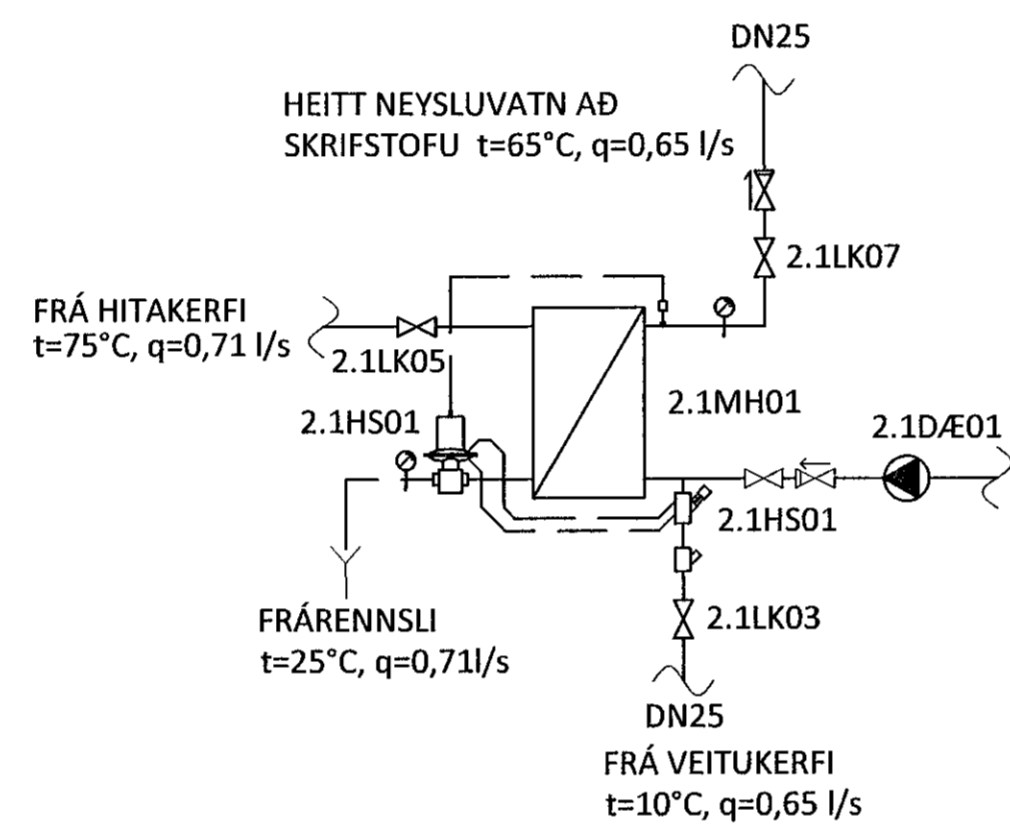 DN25
HEITT NEYSLUVATN AÐ
SKRIFSTOFU t=65°C, q=0,65 l/s
2.1LK07
FRÁ HITAKERFI
t=75°C, q=0,71 l/s
2.1LK05
2.1MH01
2.1HS01
2.1DÆ01
2.1HS01
FRÁRENNSLI
t=25°C, q=0,71l/s
2.1LK03
DN25
FRÁ VEITUKERFI
t=10°C, q=0,65 l/s